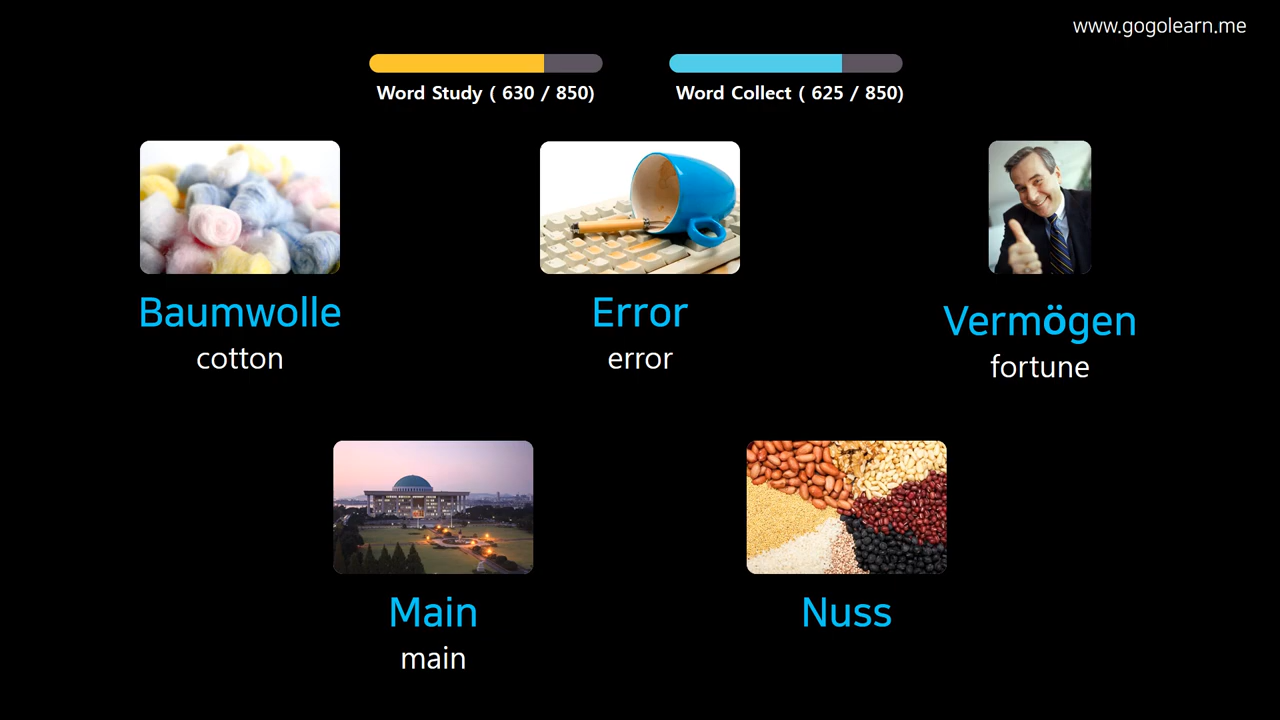 www.gogolearn.me
Word Study ( 630 / 850)
Word Collect ( 625 / 850)
Baumwolle
cotton
Error
error
Vermögen
fortune
Main
main
Nuss